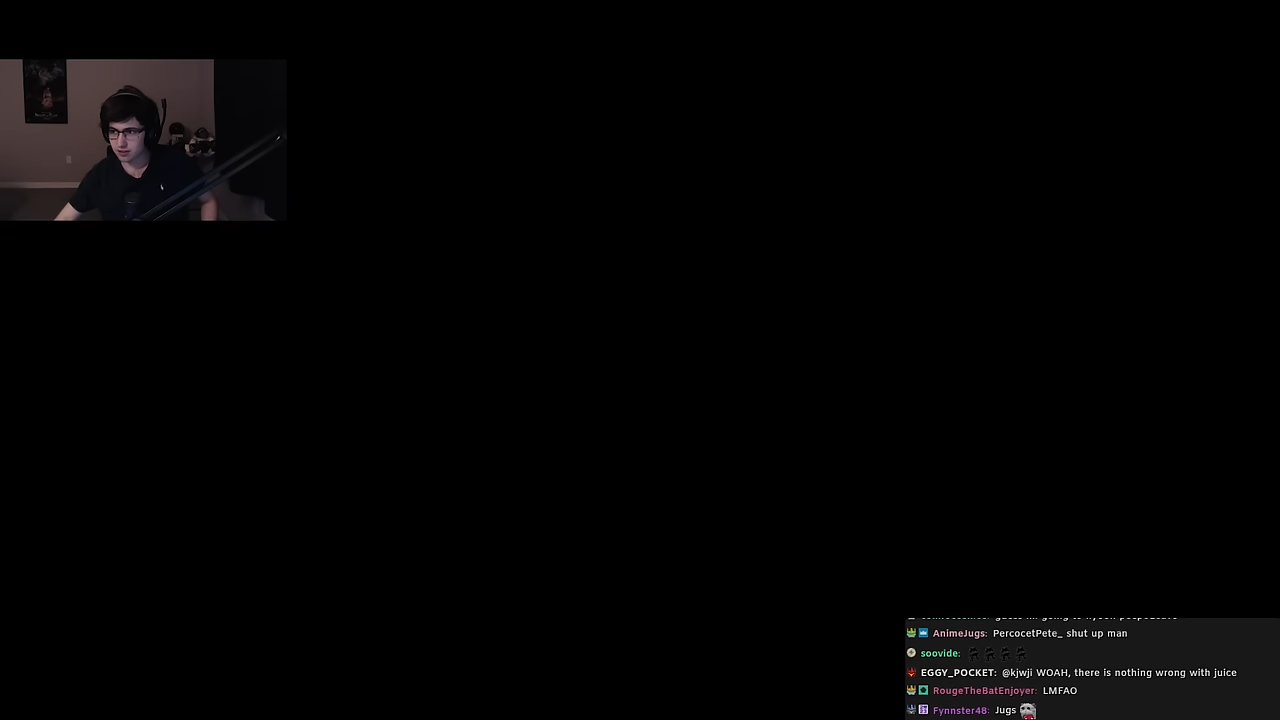 AnimeJugs: PercocetPete_ shut up man
soovide:
EGGY_POCKET: @kjwji WOAH, there is nothing wrong with juice
RougeTheBatEnjoyer: LMFAO
Fynnster48: Jugs